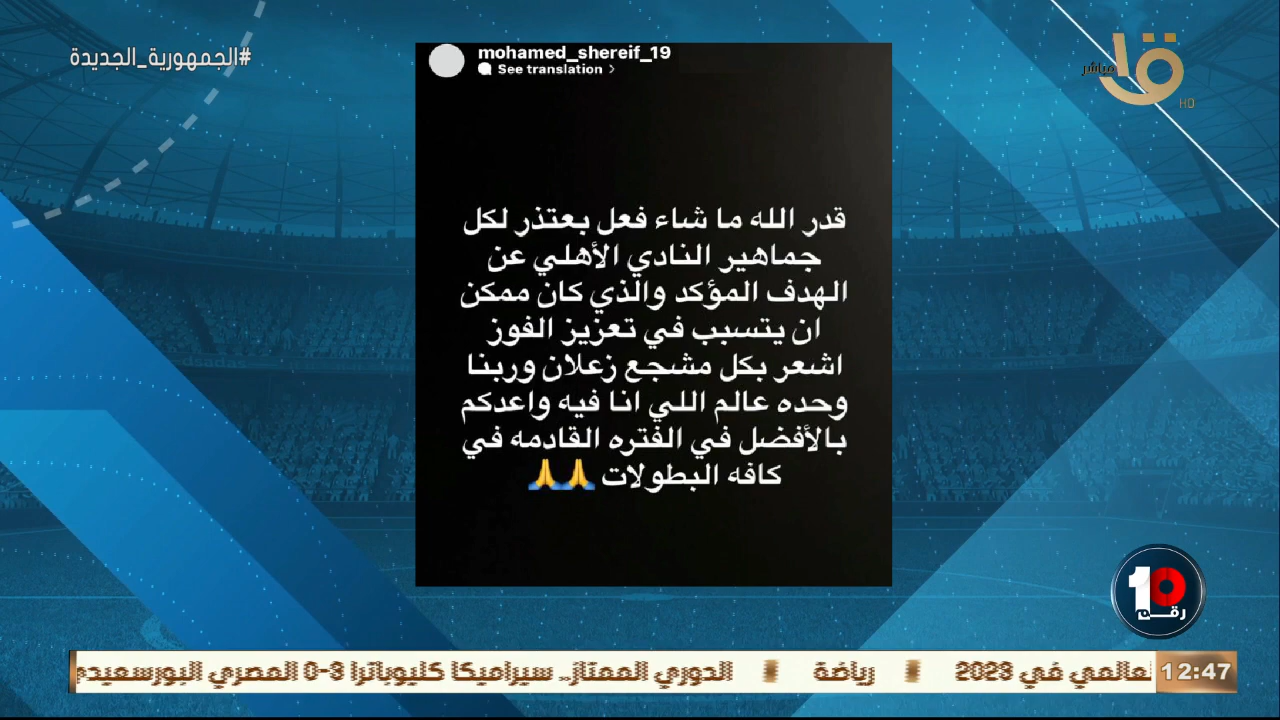 #الجمهورية_الجديدة
مباشر
HD
mohamed_shereif_19
See translation >
قدر الله ما شاء فعل بعتذر لكل
جماهير النادي الأهلي عن
الهدف المؤكد والذي كان ممكن
ان يتسبب في تعزيز الفوز
اشعر بكل مشجع زعلان وربنا
وحده عالم اللي انا فيه واعدكم
بالأفضل في الفتره القادمه في
كافه البطولات 🙏🙏
10
رقم
12:47
لعالمي في 2023 رياضة الدوري الممتاز.. سيراميكا كليوباترا 3-0 المصري البورسعيدي